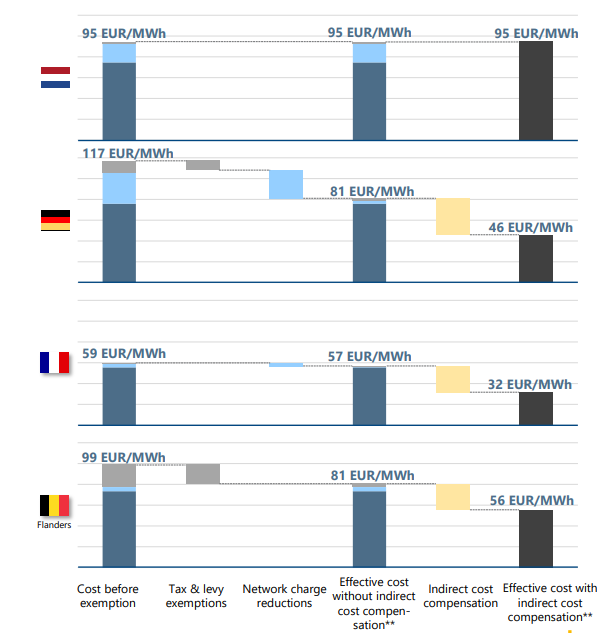 95 EUR/MWh 95 EUR/MWh 95 EUR/MWh
117 EUR/MWh
81 EUR/MWh
46 EUR/MWh
59 EUR/MWh 57 EUR/MWh
32 EUR/MWh
99 EUR/MWh
81 EUR/MWh
56 EUR/MWh
Flanders
Cost before
exemption
Tax & levy
exemptions
Network charge
reductions
Effective cost
without indirect
cost compen-
sation**
Indirect cost
compensation
Effective cost with
indirect cost
compensation**